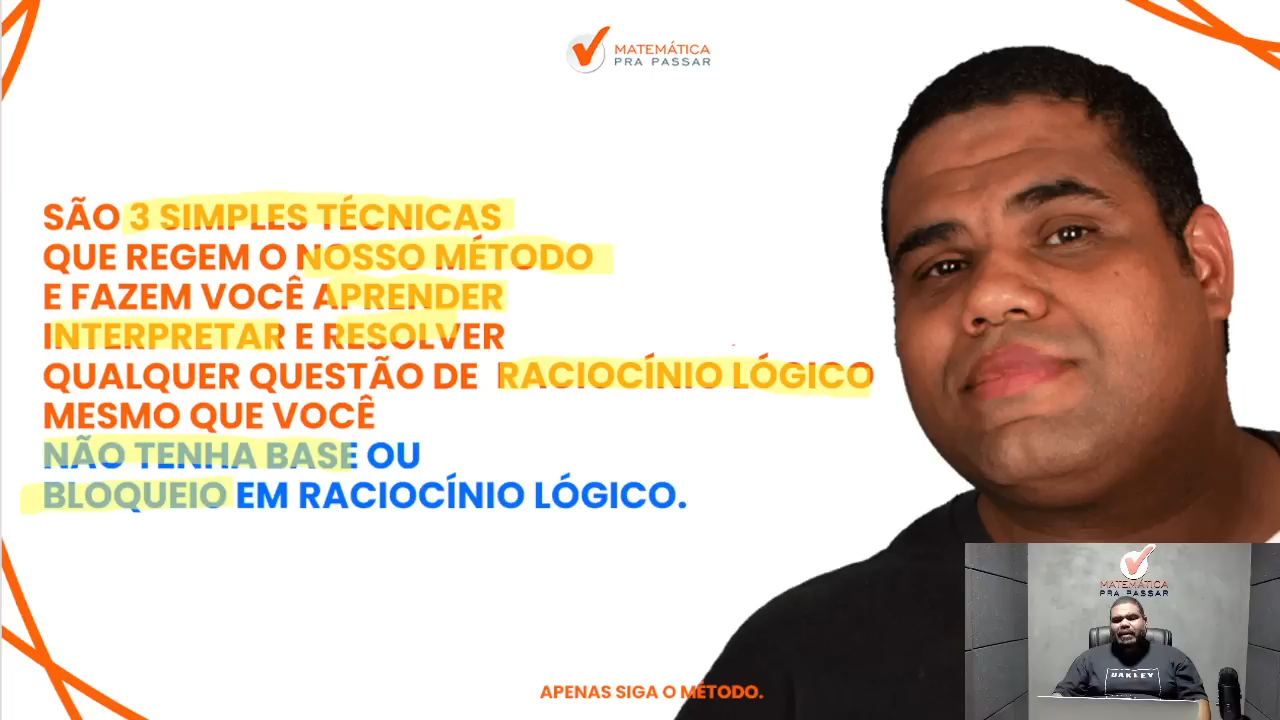 MATEMÁTICA
PRA PASSAR
SÃO 3 SIMPLES TÉCNICAS
QUE REGEM O NOSSO MÉTODO
E FAZEM VOCÊ APRENDER
INTERPRETAR E RESOLVER
QUALQUER QUESTÃO DE RACIOCÍNIO LÓGICO
MESMO QUE VOCÊ
NÃO TENHA BASE OU
BLOQUEIO EM RACIOCÍNIO LÓGICO.
MATEMÁTICA
PRA PASSAR
OAKLEY
APENAS SIGA O MÉTODO.